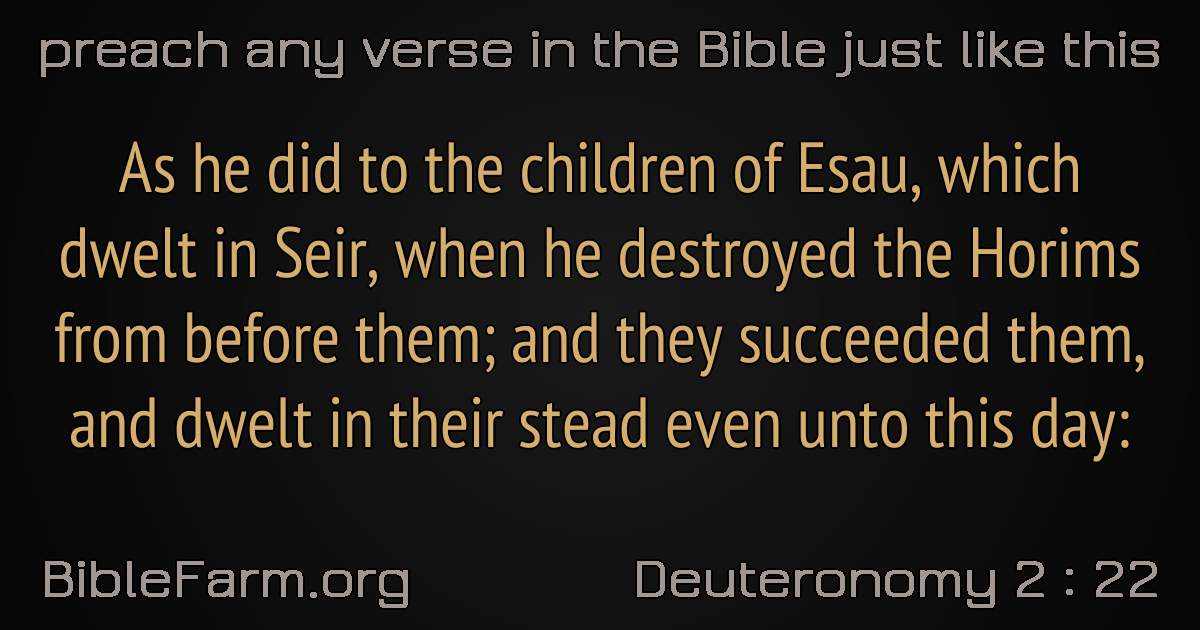 preach any verse in the Bible just like this
As he did to the children of Esau, which
dwelt in Seir, when he destroyed the Horims
from before them; and they succeeded them,
and dwelt in their stead even unto this day:
BibleFarm.org
Deuteronomy 2 : 22